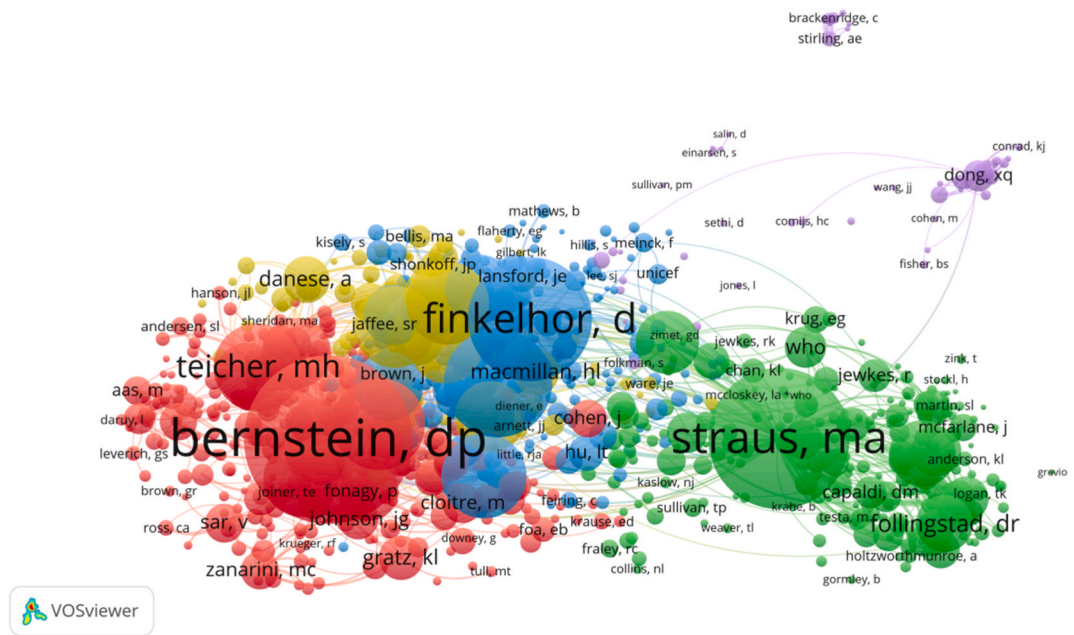 brackenridge, c
stirling, ae
salin, d
einarsen, s
conrad, kj
dong, xq
sullivan, pm
wang, jj
mathews, b
sethi, d
comijs, hc
cohen, m
flaherty, eg
bellis, ma
kisely, s
hillis, s
meinck, f
gilbert, lk
shonkoff, jp
fisher, bs
danese, a
lansford, je
lee, sj
unicef
hanson, jl
jones, l
andersen, sl
sheridan, ma
jaffee, sr
finkelhor, d
zimet, gd
krug, eg
jewkes, rk
who
teicher, mh
brown, j
macmillan, hl
folkman, s
chan, kl
jewkes, r
zink, t
stockl, h
aas, m
ware, je
mccloskey, la
*who
diener, e
martin, sl
daruy, l
arnett, jj
cohen, j
mcfarlane, j
bernstein, dp
straus, ma
leverich, gs
little, rja
hu, lt
anderson, kl
grevio
brown, gr
joiner, te
fonagy, p
cloitre, m
feiring, c
kaslow, nj
capaldi, dm
logan, tk
sullivan, tp
krahe, b
ross, ca
sar, v
johnson, jg
foa, eb
krause, ed
weaver, tl
testa, m
follingstad, dr
krueger, rf
downey, g
fraley, rc
holtzworthmunroe, a
zanarini, mc
gratz, kl
tull, mt
collins, nl
gormley, b
VOSviewer